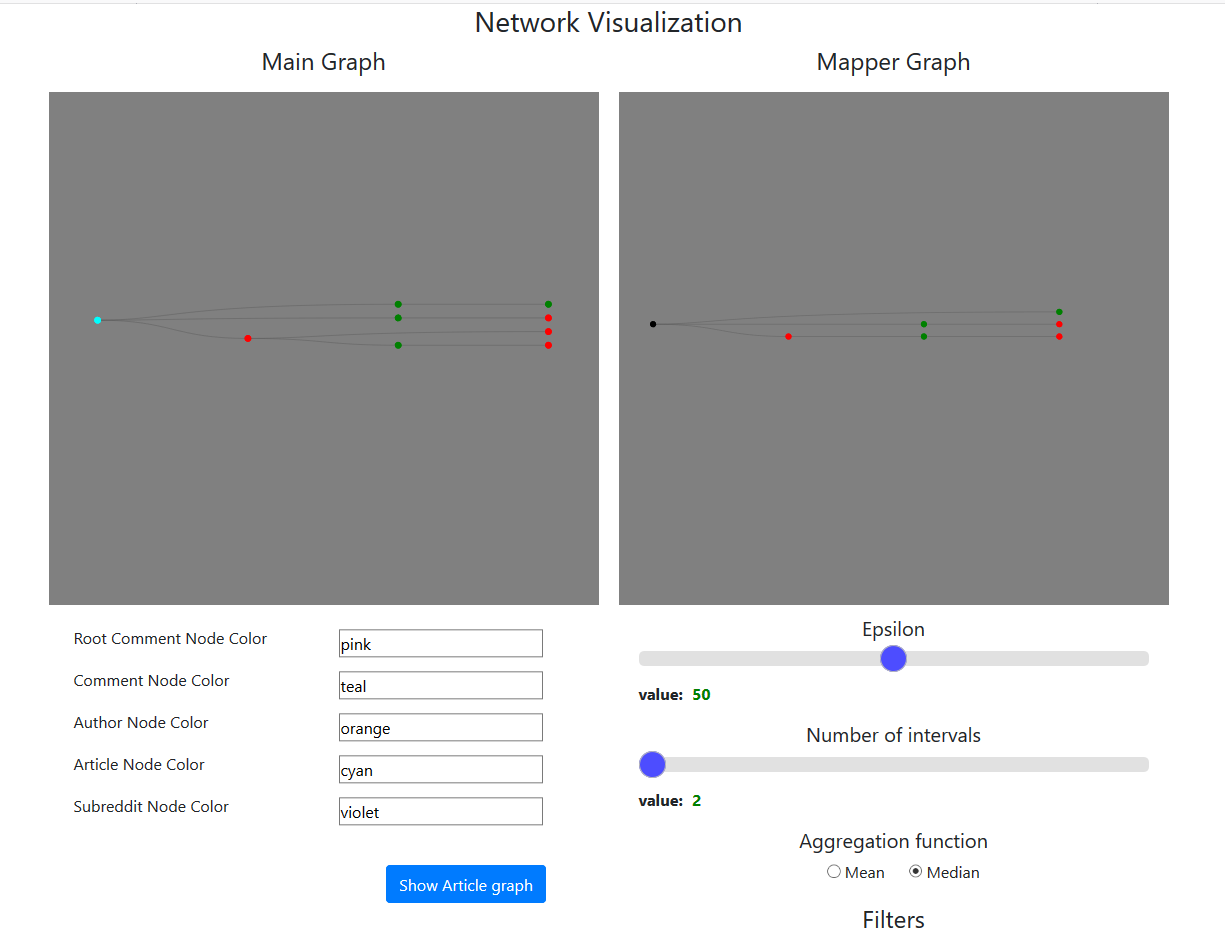 Network Visualization
Main Graph
Mapper Graph
Root Comment Node Color
pink
Comment Node Color
teal
Author Node Color
orange
Article Node Color
cyan
Subreddit Node Color
violet
Show Article graph
Epsilon
value: 50
Number of intervals
value: 2
Aggregation function
Mean Median
Filters